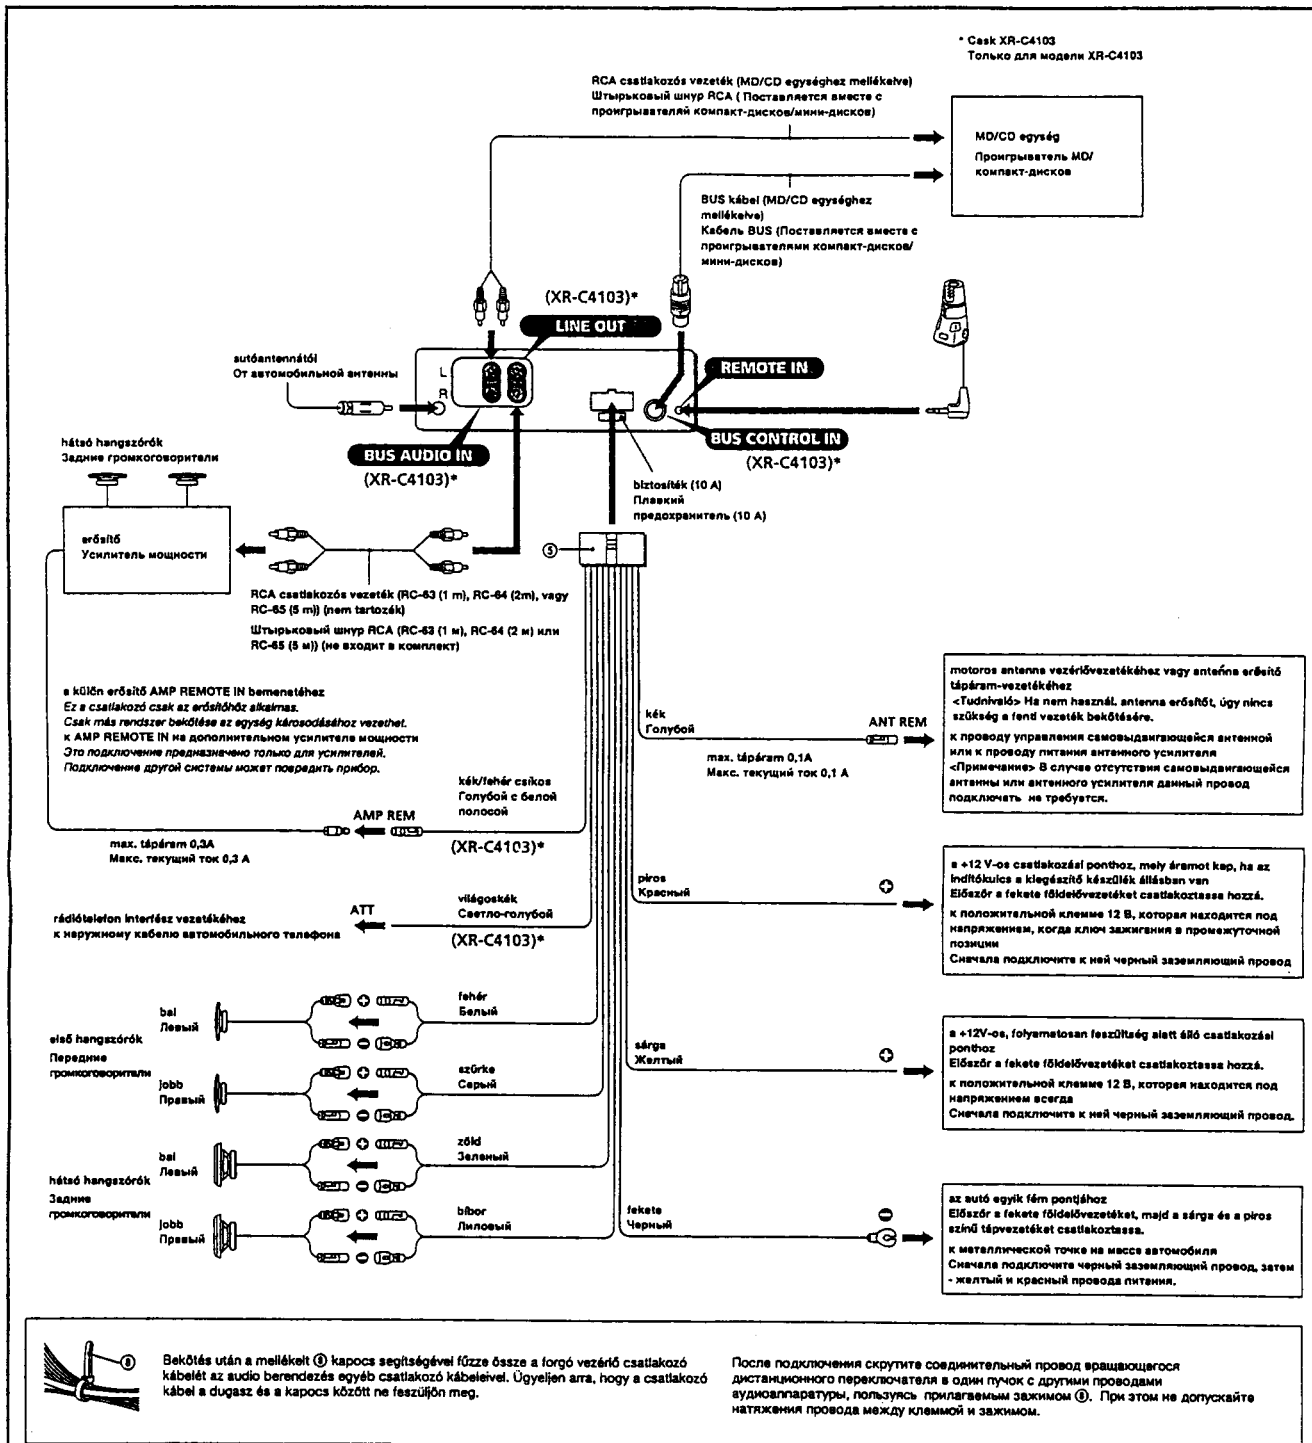 * Cask XR-C4103
Только для модели XR-C4103
RCA csatlakozós vezeték (MD/CD egységhez mellékelve)
Штырьковый шнур RCA ( Поставляется вместе с
проигрывателяй компакт-дисков/мини-дисков)
MD/CD egység
Проигрыватель MD/
компакт-дисков
BUS kábel (MD/CD egységhez
mellékelve)
Кабель BUS (Поставляется вместе с
проигрывателями компакт-дисков/
мини-дисков)
(XR-C4103)*
LINE OUT
autóantennától
От автомобильной антенны
L
R
REMOTE IN
BUS AUDIO IN
(XR-C4103)*
BUS CONTROL IN
(XR-C4103)*
hátsó hangszórók
Задние громкоговорители
biztosíték (10 A)
Плавкий
предохранитель (10 A)
erősítő
Усилитель мощности
⑤
RCA csatlakozós vezeték (RC-63 (1 m), RC-64 (2m), vagy
RC-65 (5 m)) (nem tartozék)
Штырьковый шнур RCA (RC-63 (1 м), RC-64 (2 м) или
RC-65 (5 м)) (не входит в комплект)
a külön erősítő AMP REMOTE IN bemenetéhez
Ez a csatlakozó csak az erősítőhöz alkalmas.
Csak más rendszer bekötése az egység károsodásához vezethet.
к AMP REMOTE IN на дополнительном усилителе мощности
Это подключение предназначено только для усилителей.
Подключение другой системы может повредить прибор.
kék
Голубой
ANT REM
max. tápáram 0,1A
Макс. текущий ток 0,1 A
motoros antenna vezérlővezetékéhez vagy antenna erősítő
tápáram-vezetékéhez
<Tudnivaló> Ha nem használ. antenna erősítőt, úgy nincs
szükség a fenti vezeték bekötésére.
к проводу управления самовыдвигающейся антенной
или к проводу питания антенного усилителя
<Примечание> В случае отсутствия самовыдвигающейся
антенны или антенного усилителя данный провод
подключать не требуется.
kék/fehér csíkos
Голубой с белой
полосой
AMP REM
(XR-C4103)*
max. tápáram 0,3A
Макс. текущий ток 0,3 A
piros
Красный
a +12 V-os csatlakozási ponthoz, mely áramot kap, ha az
indítókulcs a kiegészítő készülék állásban van
Először a fekete földelővezetéket csatlakoztassa hozzá.
к положительной клемме 12 В, которая находится под
напряжением, когда ключ зажигания в промежуточной
позиции
Сначала подключите к ней черный заземляющий провод
rádiótelefon interfész vezetékéhez
к наружному кабелю автомобильного телефона
ATT
világoskék
Светло-голубой
(XR-C4103)*
első hangszórók
Передние
громкоговорители
bal
Левый
fehér
Белый
jobb
Правый
szürke
Серый
sárga
Желтый
a +12V-os, folyamatosan feszültség alatt álló csatlakozási
ponthoz
Először a fekete földelővezetéket csatlakoztassa hozzá.
к положительной клемме 12 В, которая находится под
напряжением всегда
Сначала подключите к ней черный заземляющий провод.
hátsó hangszórók
Задние
громкоговорители
bal
Левый
zöld
Зеленый
jobb
Правый
bíbor
Лиловый
fekete
Черный
az autó egyik fém pontjához
Először a fekete földelővezetéket, majd a sárga és a piros
színű tápvezetéket csatlakoztassa.
к металлической точке на массе автомобиля
Сначала подключите черный заземляющий провод, затем
- желтый и красный провода питания.
⑧
Bekötés után a mellékelt ⑧ kapocs segítségével fűzze össze a forgó vezérlő csatlakozó
kábelét az audio berendezés egyéb csatlakozó kábeleivel. Ügyeljen arra, hogy a csatlakozó
kábel a dugasz és a kapocs között ne feszüljön meg.
После подключения скрутите соединительный провод вращающегося
дистанционного переключателя в один пучок с другими проводами
аудиоаппаратуры, пользуясь прилагаемым зажимом ⑧. При этом не допускайте
натяжения провода между клеммой и зажимом.